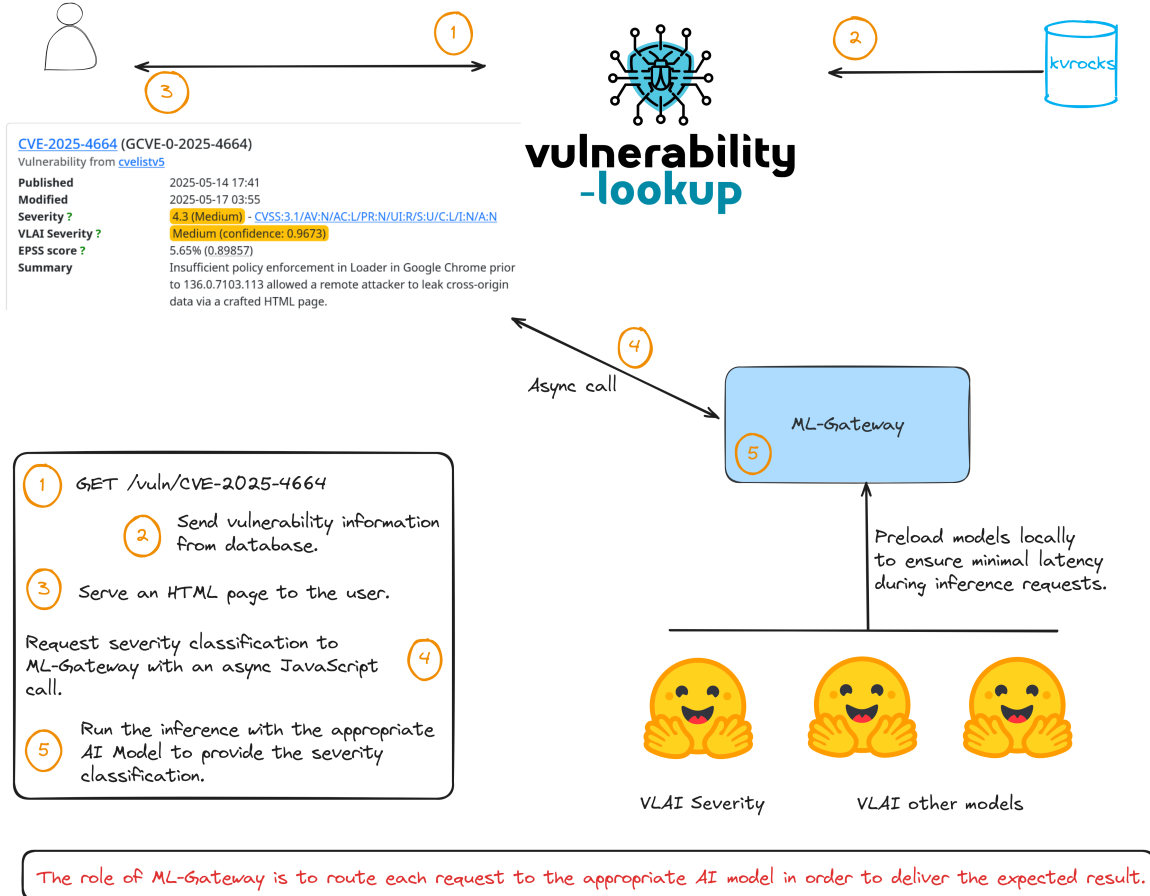 1
2
kvrocks
3
vulnerability
-lookup
CVE-2025-4664 (GCVE-0-2025-4664)
Vulnerability from cvelistv5
Published 2025-05-14 17:41
Modified 2025-05-17 03:55
Severity ? 4.3 (Medium) - CVSS:3.1/AV:N/AC:L/PR:N/UI:R/S:U/C:L/I:N/A:N
VLAI Severity ? Medium (confidence: 0.9673)
EPSS score ? 5.65% (0.89857)
Summary Insufficient policy enforcement in Loader in Google Chrome prior
to 136.0.7103.113 allowed a remote attacker to leak cross-origin
data via a crafted HTML page.
4
Async call
ML-Gateway
5
1 GET /vuln/CVE-2025-4664
2 Send vulnerability information
from database.
3 Serve an HTML page to the user.
Request severity classification to
ML-Gateway with an async JavaScript 4
call.
5 Run the inference with the appropriate
AI Model to provide the severity
classification.
Preload models locally
to ensure minimal latency
during inference requests.
VLAI Severity
VLAI other models
The role of ML-Gateway is to route each request to the appropriate AI model in order to deliver the expected result.